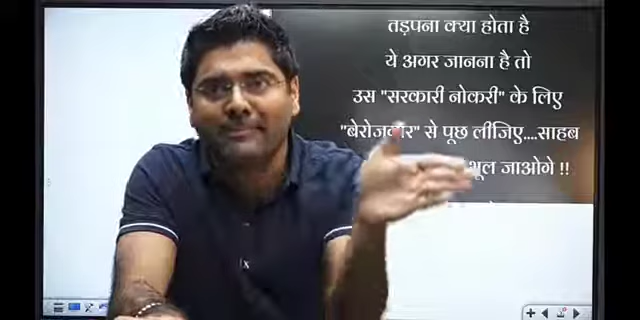 तड़पना क्या होता है
ये अगर जानना है तो
उस "सरकारी नोकरी" के लिए
"बेरोजगार" से पूछ लीजिए....साहब
भूल जाओगे !!